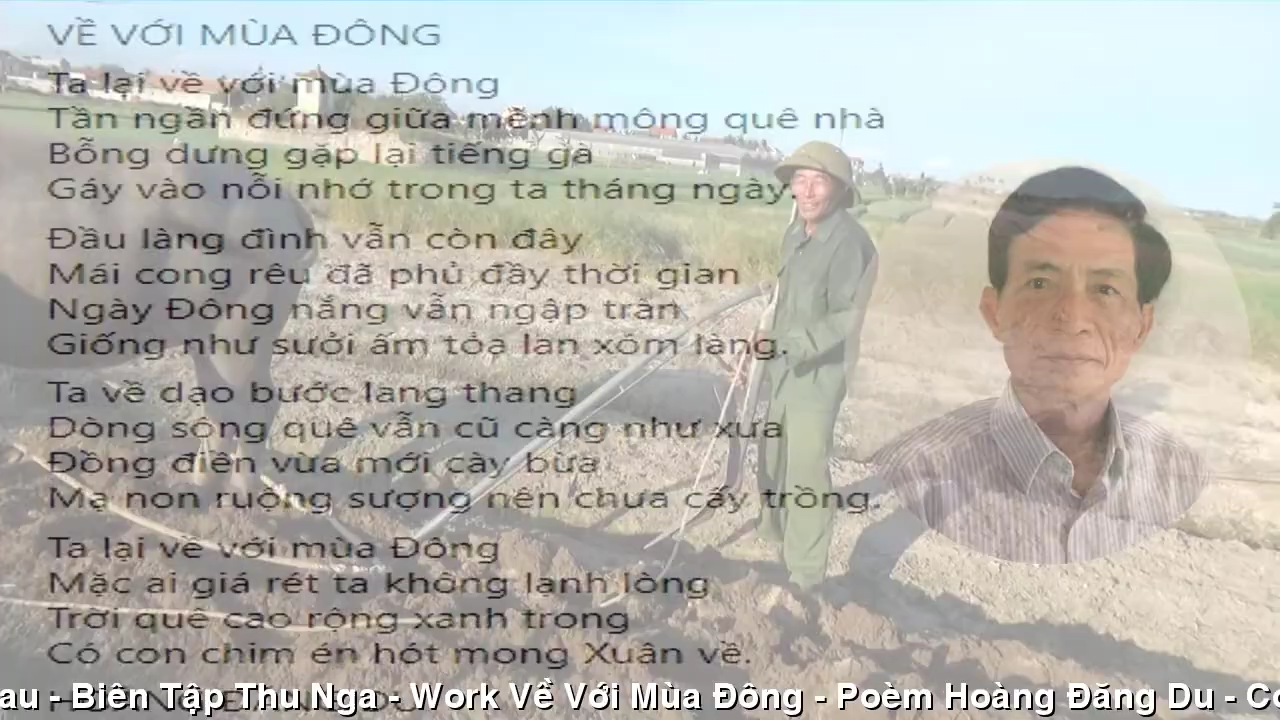 VỀ VỚI MÙA ĐÔNG
Ta lại về với mùa Đông
Tần ngần đứng giữa mênh mông quê nhà
Bỗng dưng gặp lại tiếng gà
Gáy vào nỗi nhớ trong ta tháng ngày.
Đầu làng đình vẫn còn đây
Mái cong rêu đã phủ đầy thời gian
Ngày Đông nắng vẫn ngập tràn
Giống như sưởi ấm tỏa lan xóm làng.
Ta về dạo bước lang thang
Dòng sông quê vẫn cũ càng như xưa
Đồng điền vừa mới cày bừa
Mạ non ruộng sượng nên chưa cấy trồng.
Ta lại về với mùa Đông
Mặc ai giá rét ta không lạnh lòng
Trời quê cao rộng xanh trong
Có con chim én hót mọng Xuân về.
au - Biên Tập Thu Nga - Work Về Với Mùa Đông - Poèm Hoàng Đăng Du - Co